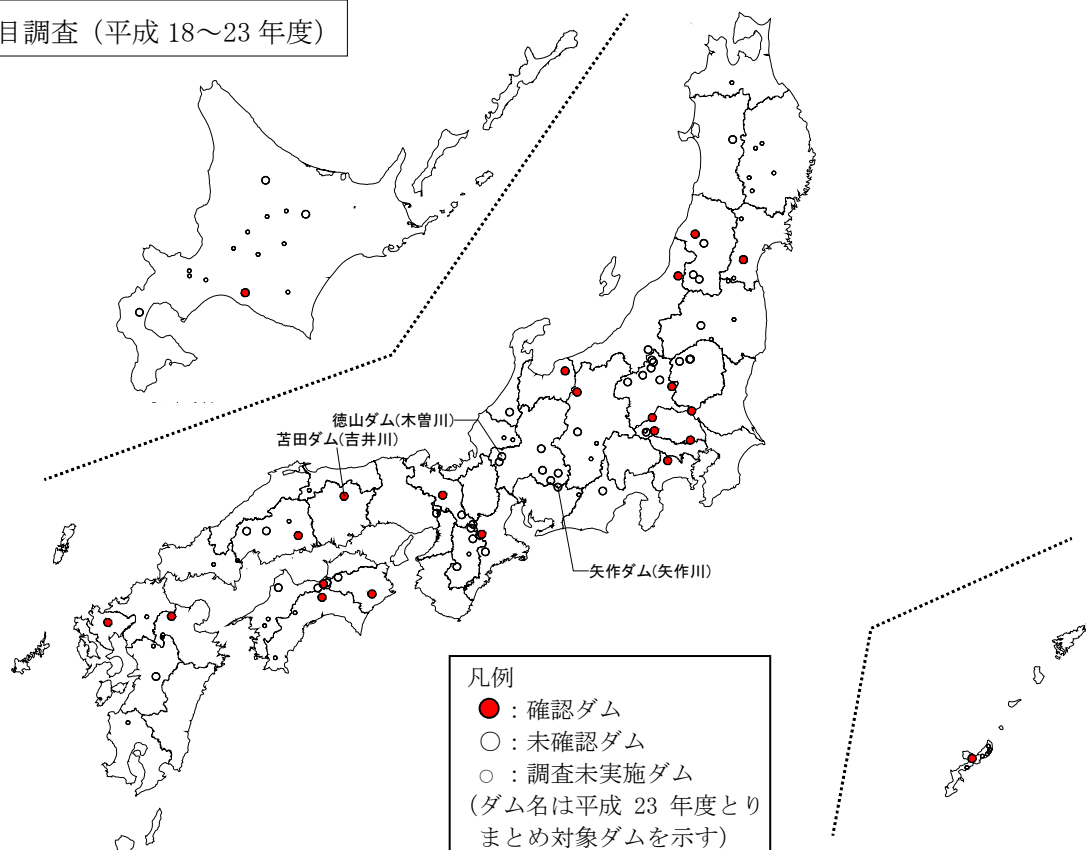 目調査（平成 18～23 年度）
徳山ダム(木曽川)
苫田ダム(吉井川)
矢作ダム(矢作川)
凡例
：確認ダム
：未確認ダム
：調査未実施ダム
(ダム名は平成 23 年度とり
まとめ対象ダムを示す)